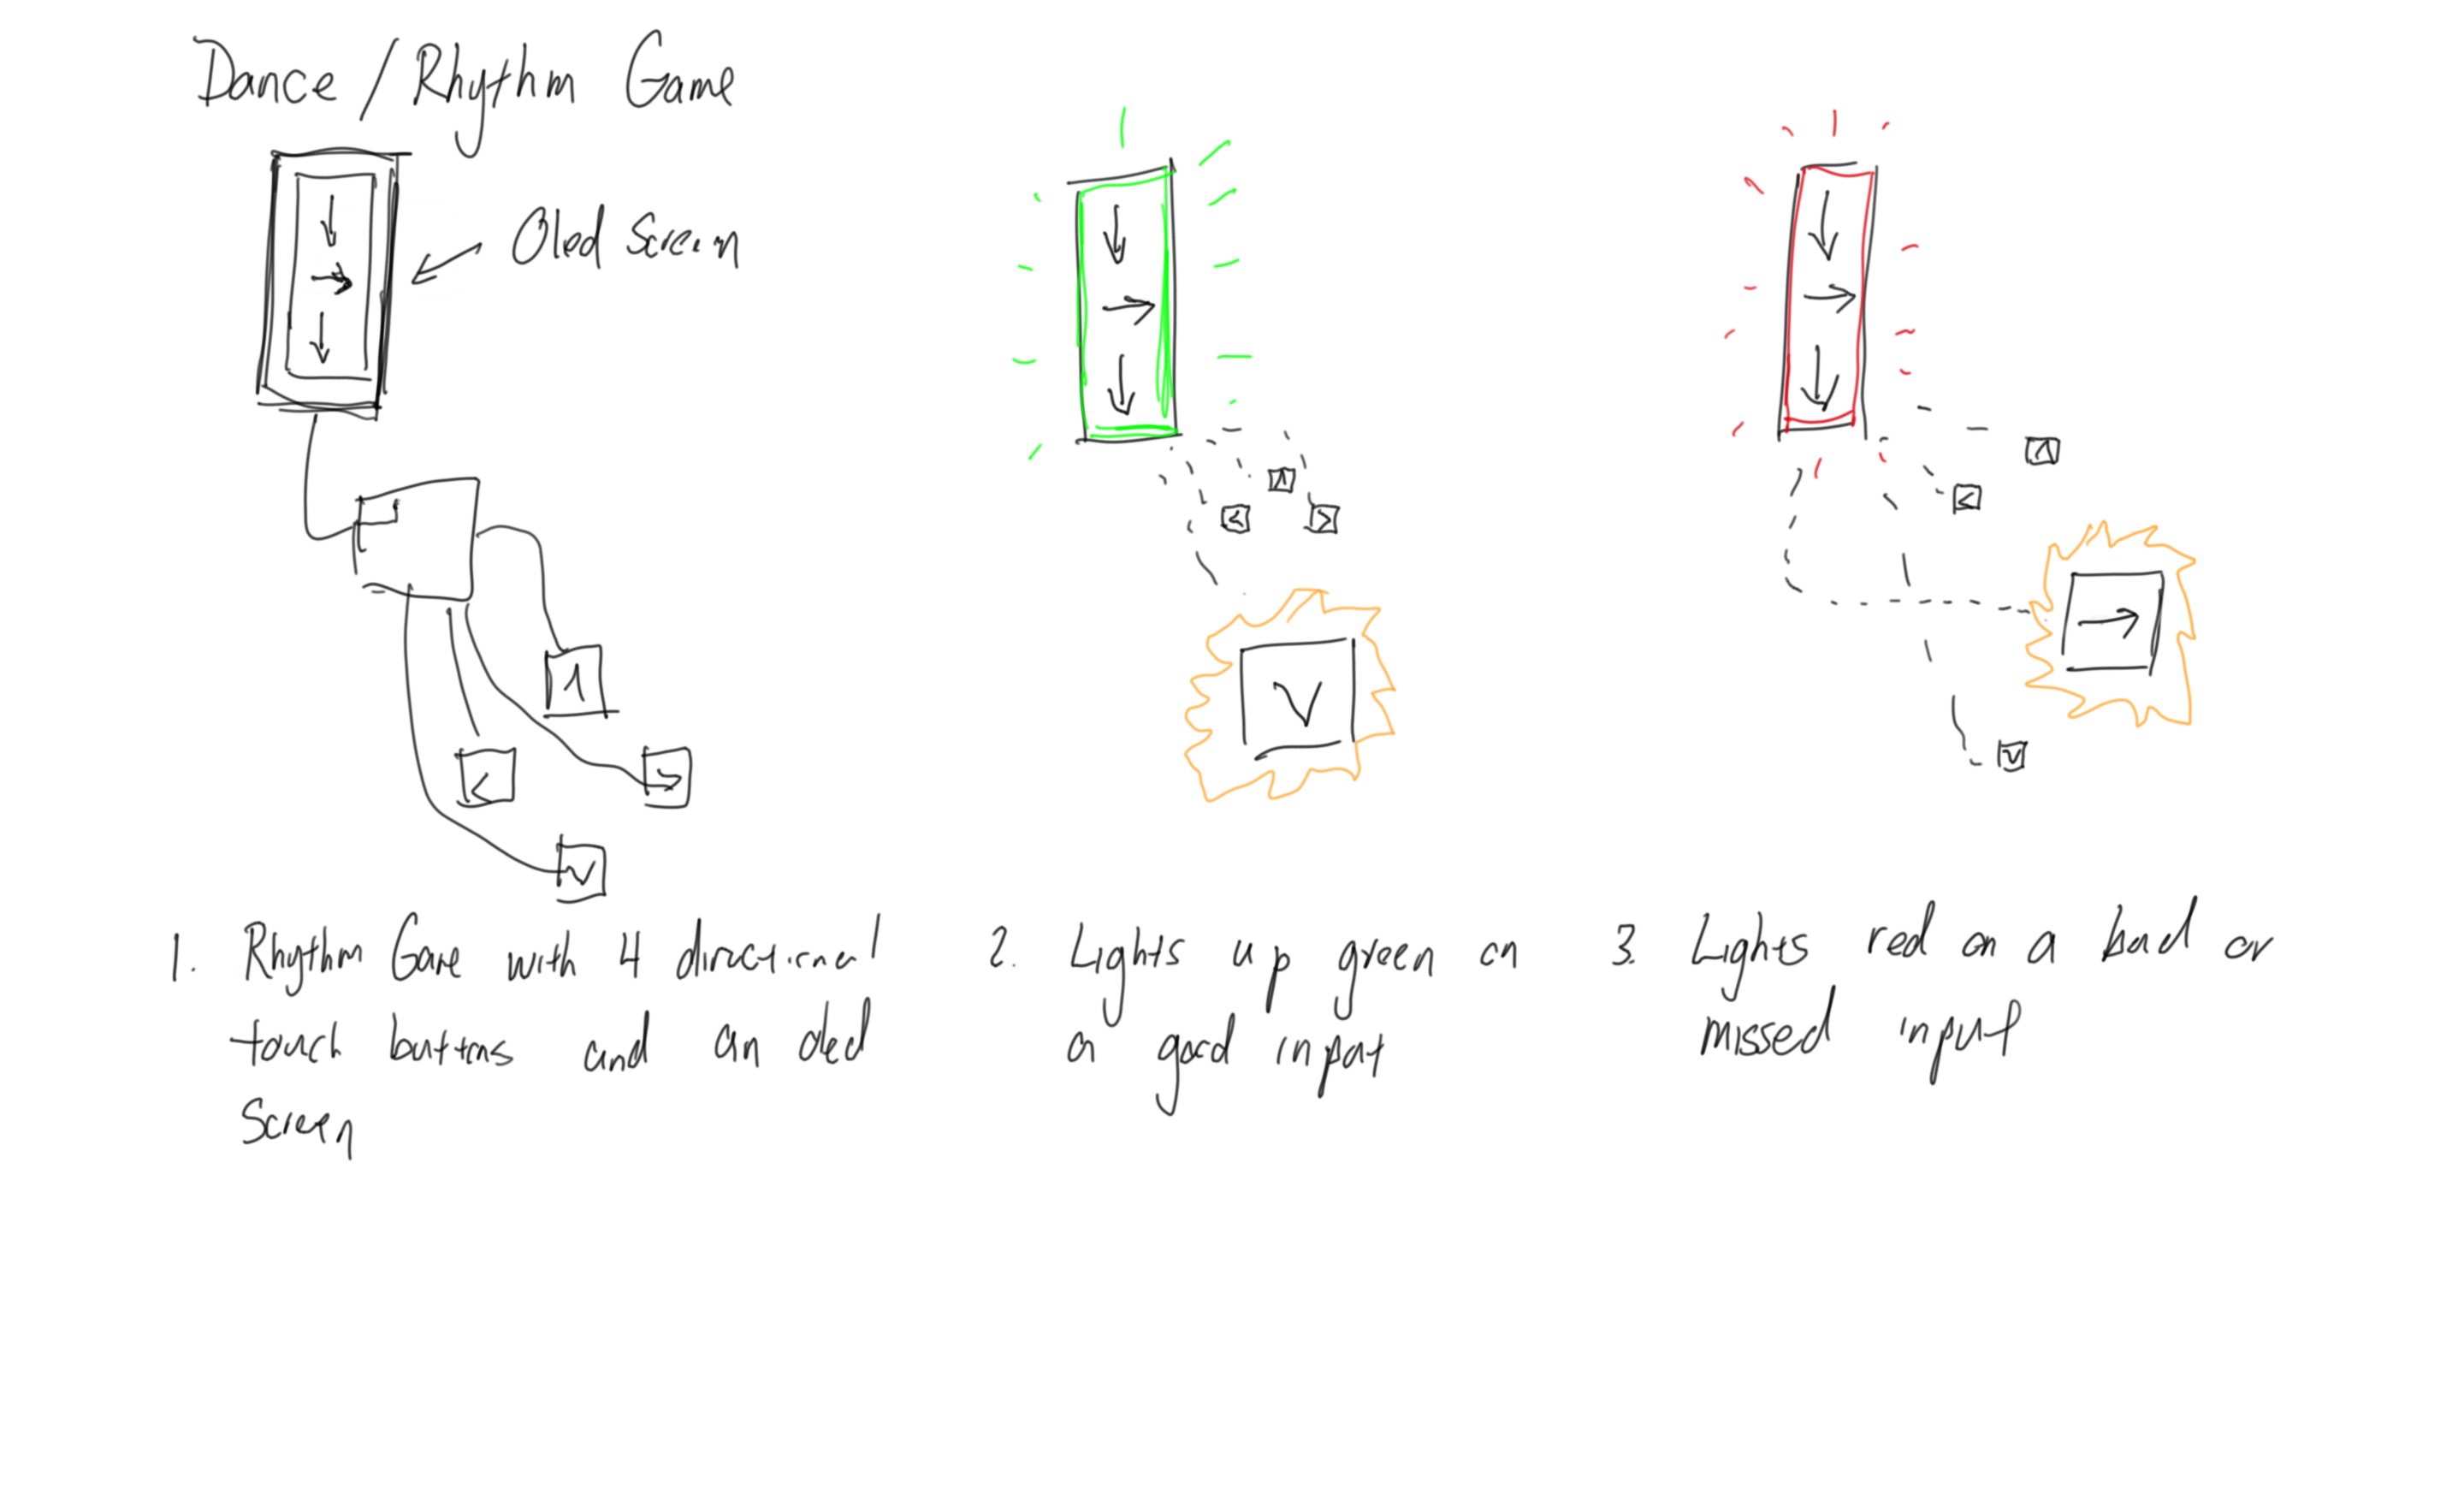 Dance/Rhythm Game
Oled Screen
1. Rhythm Game with 4 directional
touch buttons and an oled
Screen
2. Lights up green on
on good input
3. Lights red on a bad or
missed input